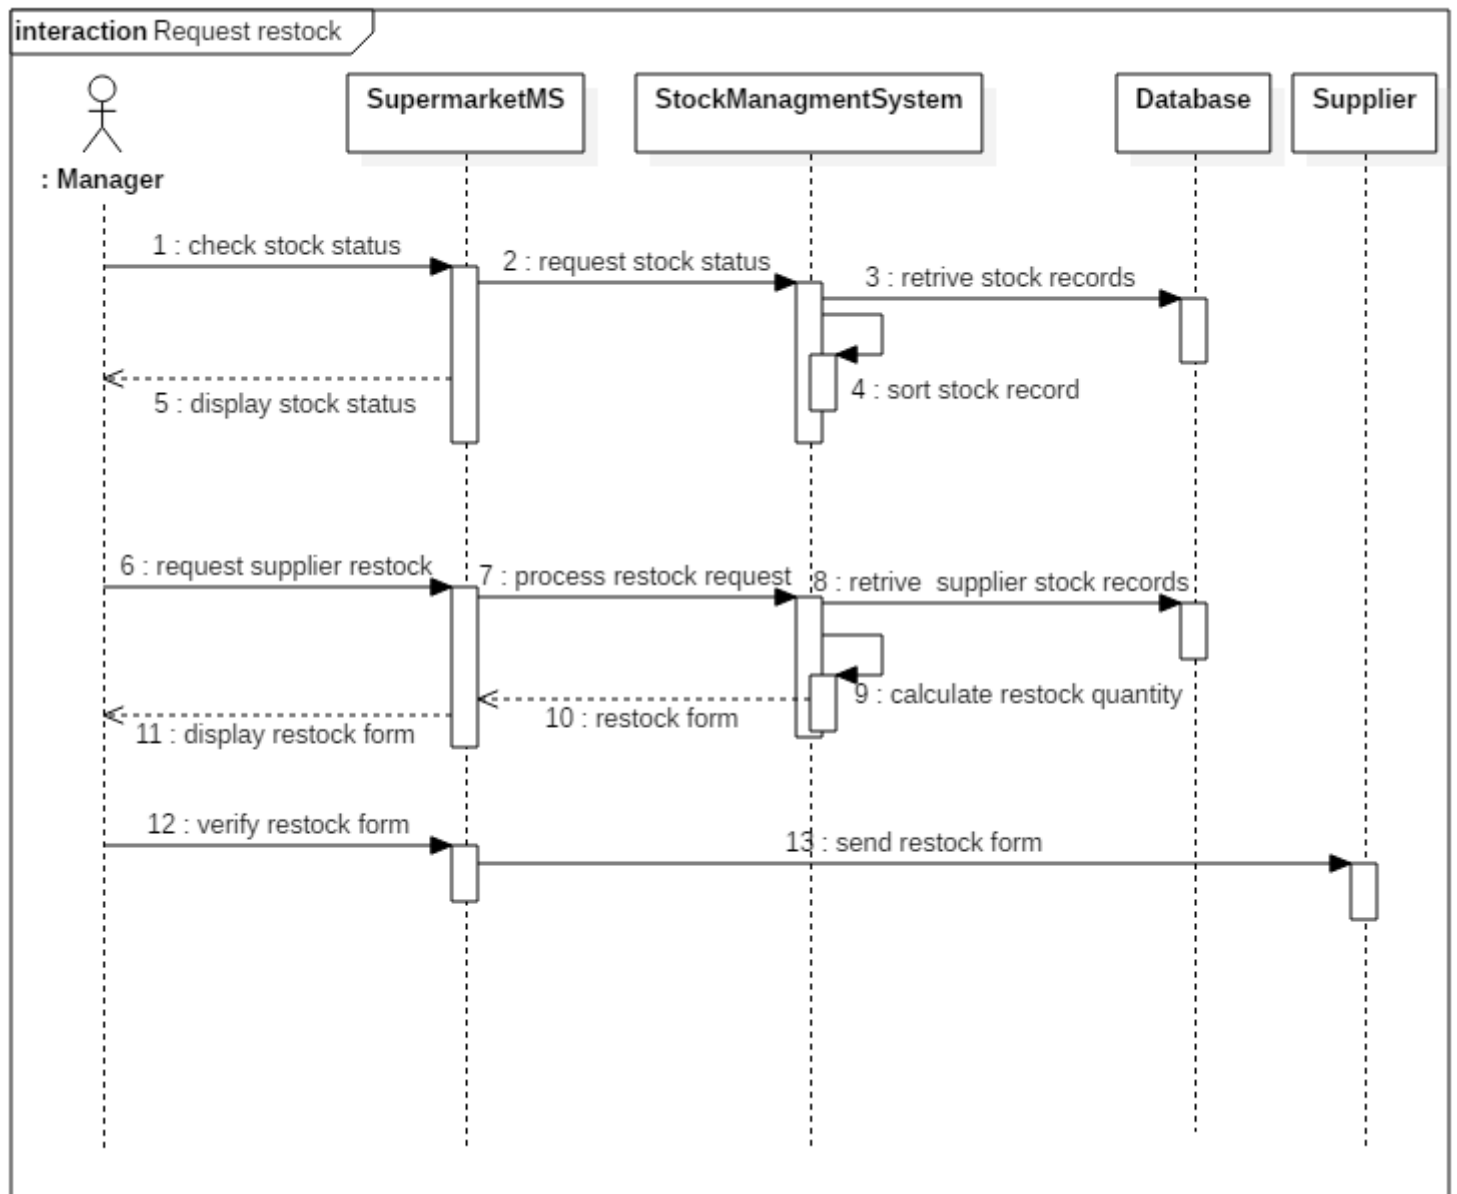 interaction Request restock
SupermarketMS
StockManagmentSystem
Database
Supplier
: Manager
1 : check stock status
2 : request stock status
3 : retrive stock records
4 : sort stock record
5 : display stock status
6 : request supplier restock
7 : process restock request
8 : retrive  supplier stock records
9 : calculate restock quantity
10 : restock form
11 : display restock form
12 : verify restock form
13 : send restock form